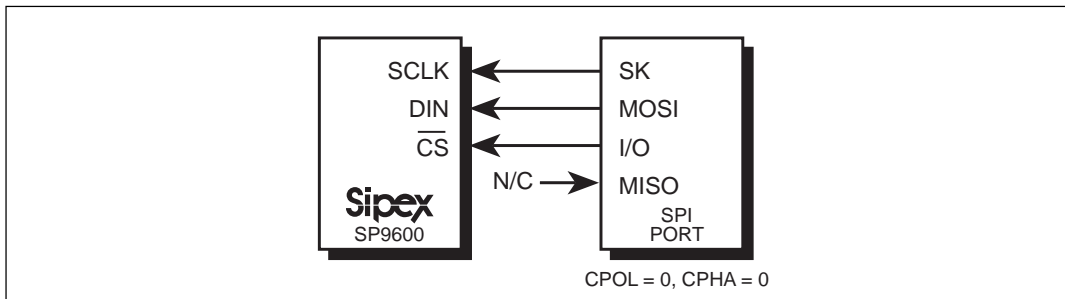 SCLK
DIN
CS
Sipex
SP9600
SK
MOSI
I/O
N/C
MISO
SPI
PORT
CPOL = 0, CPHA = 0